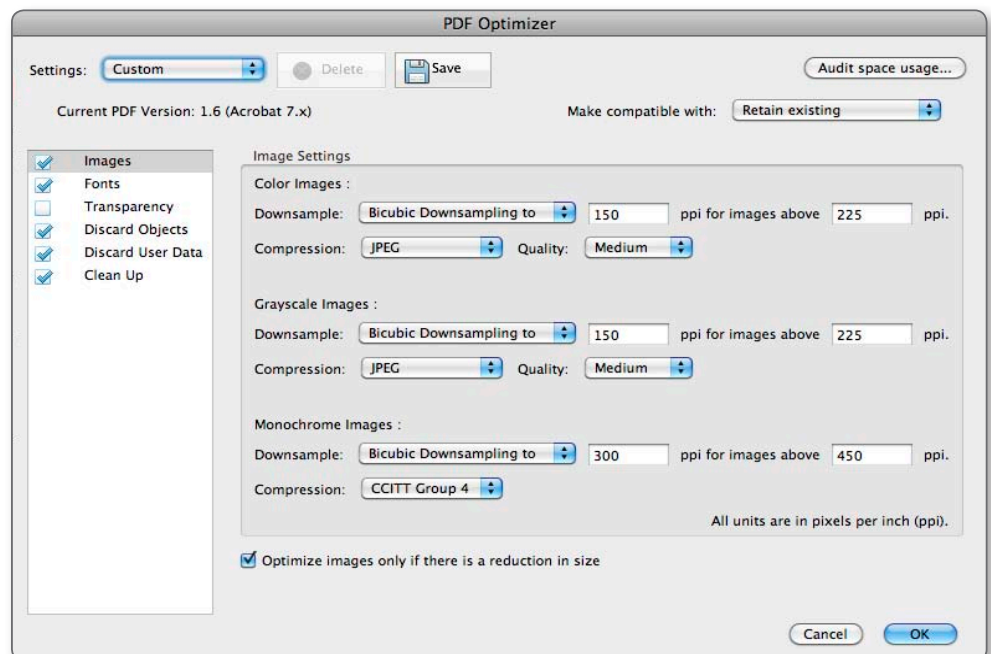 PDF Optimizer
Settings: Custom Delete Save Audit space usage...
Current PDF Version: 1.6 (Acrobat 7.x) Make compatible with: Retain existing
Images
Fonts
Transparency
Discard Objects
Discard User Data
Clean Up
Image Settings
Color Images :
Downsample: Bicubic Downsampling to 150 ppi for images above 225 ppi.
Compression: JPEG Quality: Medium
Grayscale Images :
Downsample: Bicubic Downsampling to 150 ppi for images above 225 ppi.
Compression: JPEG Quality: Medium
Monochrome Images :
Downsample: Bicubic Downsampling to 300 ppi for images above 450 ppi.
Compression: CCITT Group 4
All units are in pixels per inch (ppi).
Optimize images only if there is a reduction in size
Cancel OK